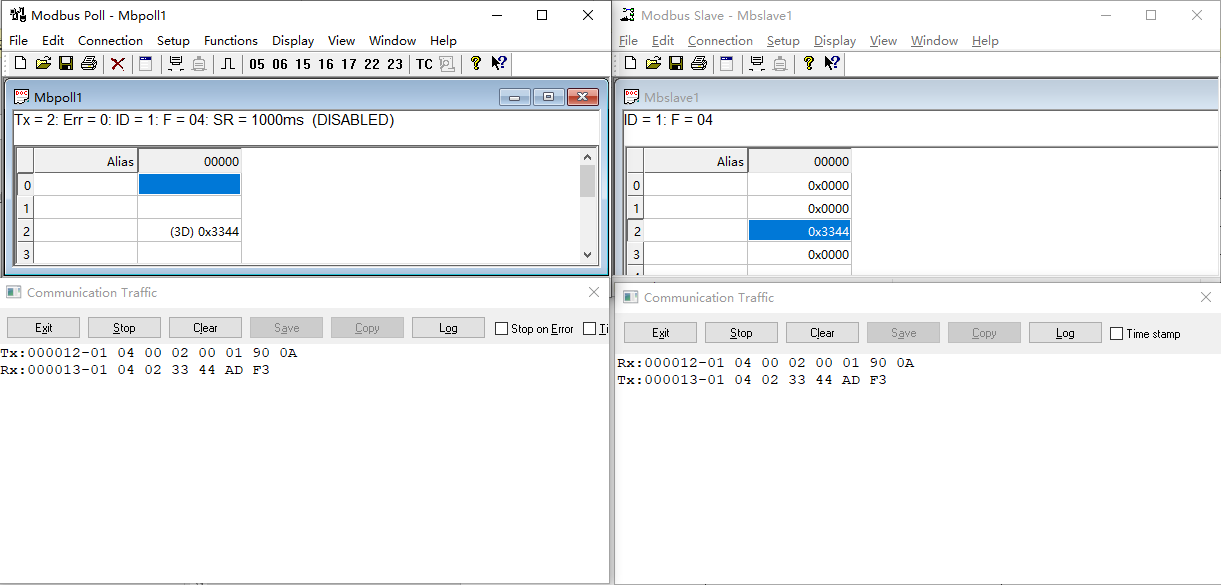 Modbus Poll - Mbpoll1
File Edit Connection Setup Functions Display View Window Help
05 06 15 16 17 22 23 TC
Mbpoll1
Tx = 2: Err = 0: ID = 1: F = 04: SR = 1000ms (DISABLED)
Alias 00000
0
1
2 (3D) 0x3344
3
Communication Traffic
Exit Stop Clear Save Copy Log Stop on Error Ti
Tx:000012-01 04 00 02 00 01 90 0A
Rx:000013-01 04 02 33 44 AD F3
Modbus Slave - Mbslave1
File Edit Connection Setup Display View Window Help
Mbslave1
ID = 1: F = 04
Alias 00000
0 0x0000
1 0x0000
2 0x3344
3 0x0000
Communication Traffic
Exit Stop Clear Save Copy Log Time stamp
Rx:000012-01 04 00 02 00 01 90 0A
Tx:000013-01 04 02 33 44 AD F3